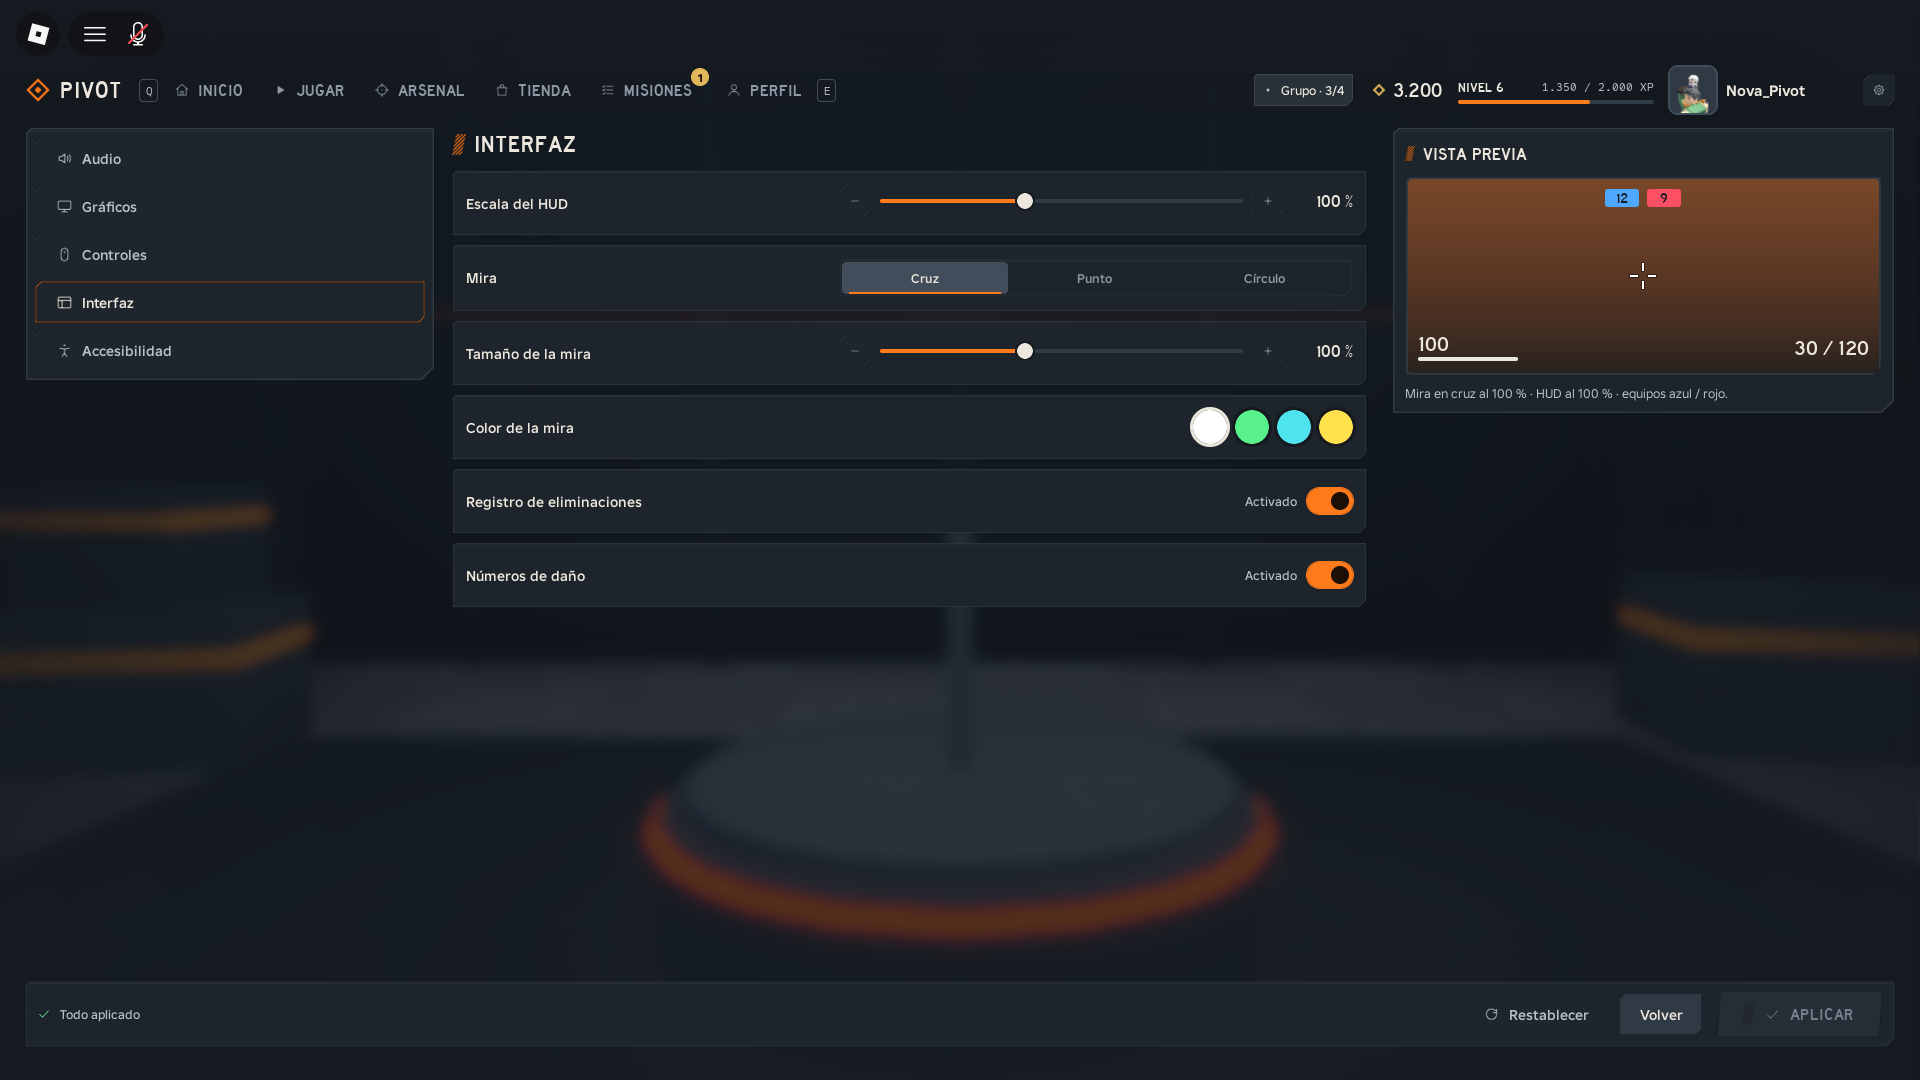 PIVOT Q INICIO JUGAR ARSENAL TIENDA MISIONES 1 PERFIL E Grupo · 3/4 3.200 NIVEL 6 1.350 / 2.000 XP Nova_Pivot
Audio
Gráficos
Controles
Interfaz
Accesibilidad
INTERFAZ
Escala del HUD − + 100 %
Mira Cruz Punto Círculo
Tamaño de la mira − + 100 %
Color de la mira
Registro de eliminaciones Activado
Números de daño Activado
VISTA PREVIA
12 9
100 30 / 120
Mira en cruz al 100 % · HUD al 100 % · equipos azul / rojo.
Todo aplicado Restablecer Volver APLICAR